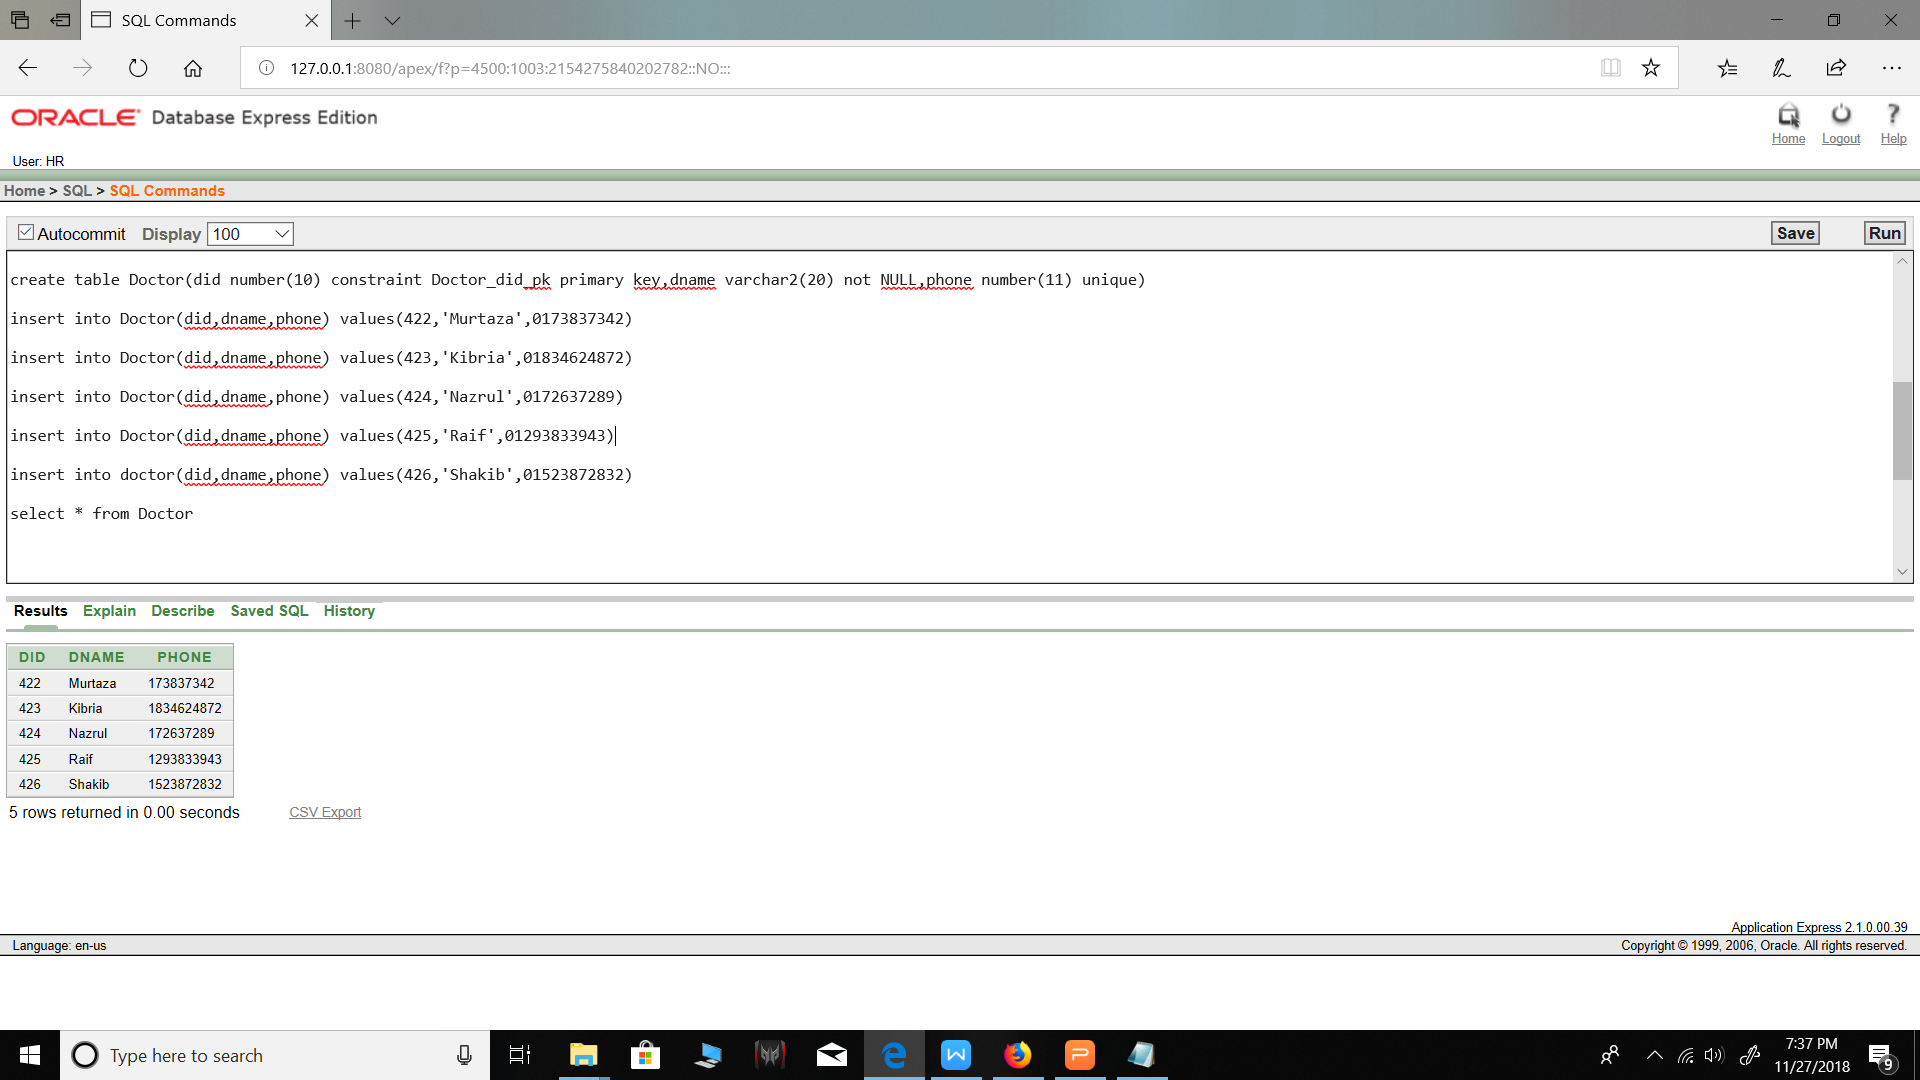 SQL Commands
127.0.0.1:8080/apex/f?p=4500:1003:2154275840202782::NO:::
ORACLE Database Express Edition
Home Logout Help
User: HR
Home > SQL > SQL Commands
Autocommit Display 100 Save Run
create table Doctor(did number(10) constraint Doctor_did_pk primary key,dname varchar2(20) not NULL,phone number(11) unique)
insert into Doctor(did,dname,phone) values(422,'Murtaza',0173837342)
insert into Doctor(did,dname,phone) values(423,'Kibria',01834624872)
insert into Doctor(did,dname,phone) values(424,'Nazrul',0172637289)
insert into Doctor(did,dname,phone) values(425,'Raif',01293833943)
insert into doctor(did,dname,phone) values(426,'Shakib',01523872832)
select * from Doctor
Results Explain Describe Saved SQL History
DID DNAME PHONE
422 Murtaza 173837342
423 Kibria 1834624872
424 Nazrul 172637289
425 Raif 1293833943
426 Shakib 1523872832
5 rows returned in 0.00 seconds CSV Export
Application Express 2.1.0.00.39
Language: en-us Copyright © 1999, 2006, Oracle. All rights reserved.
Type here to search
7:37 PM
11/27/2018
9